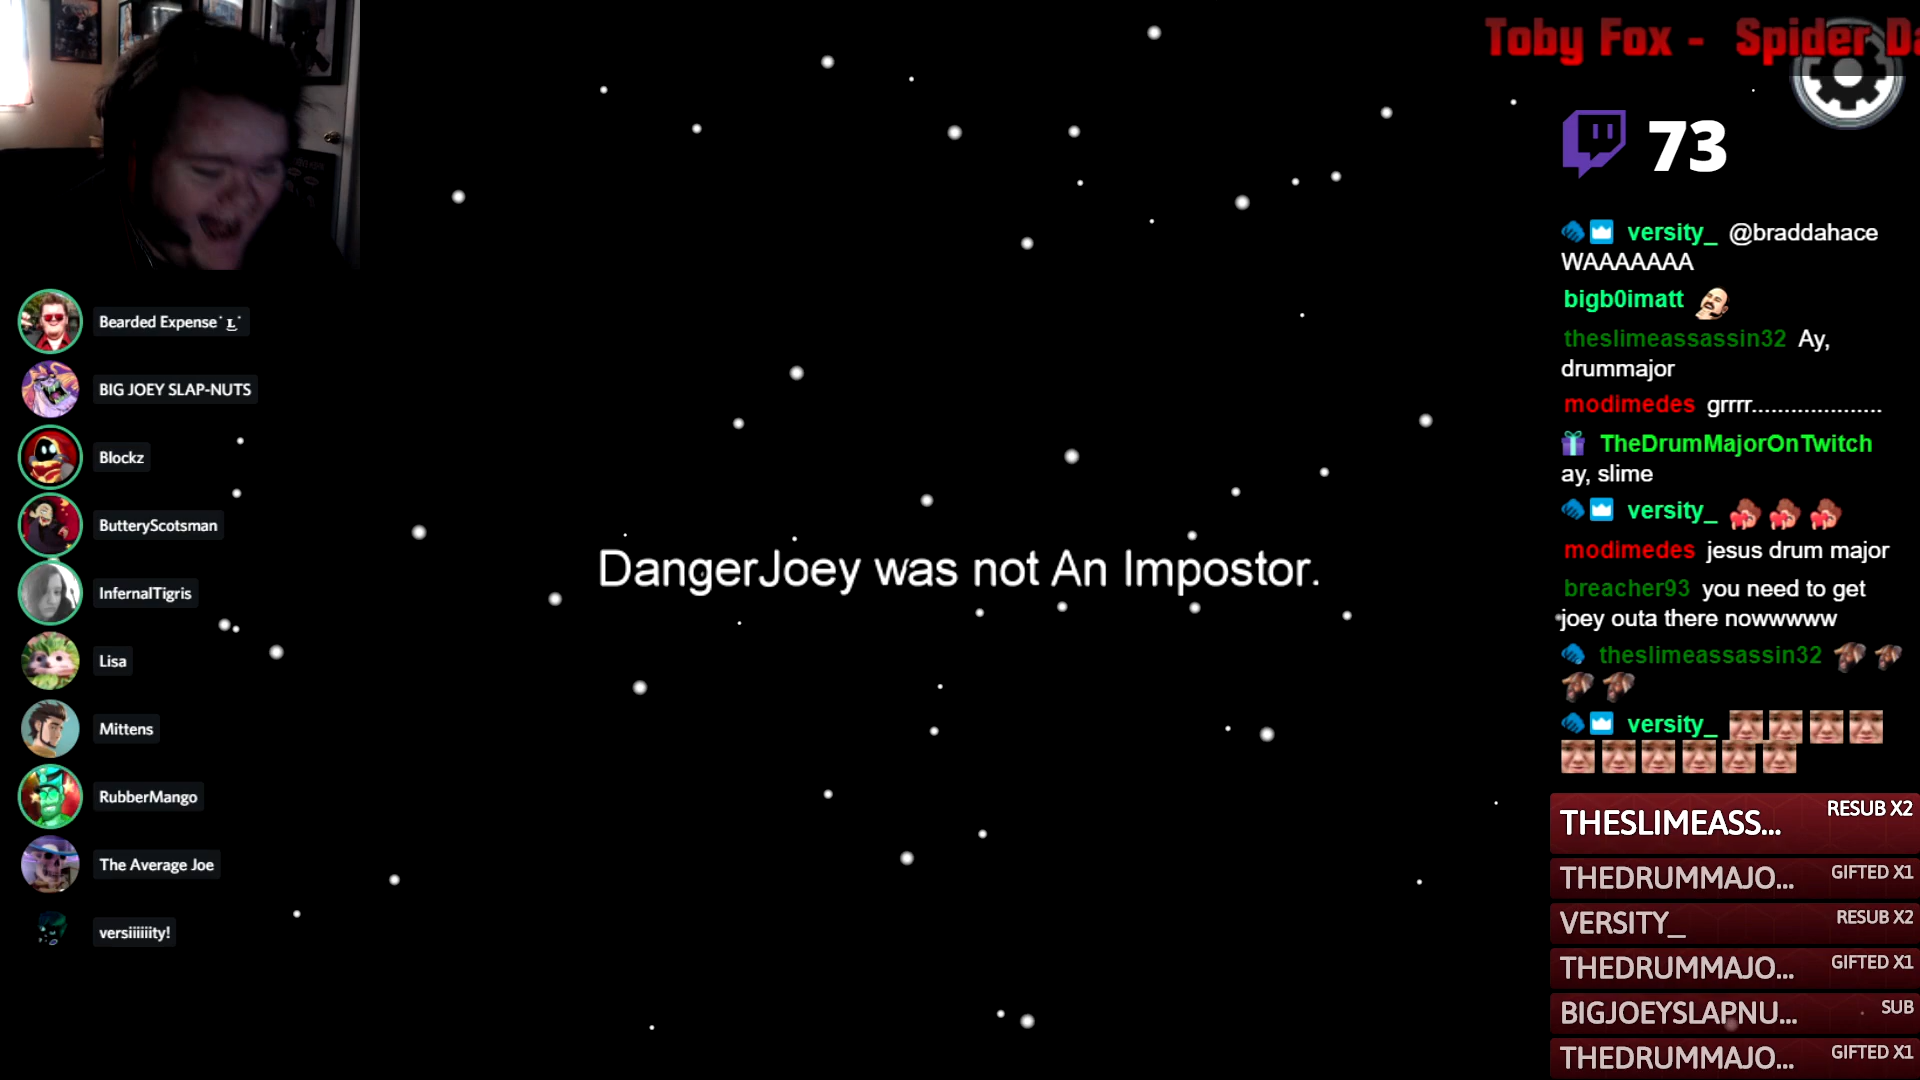 Toby Fox - Spider Da
73
versity_ @braddahace
WAAAAAAA
bigb0imatt
theslimeassassin32 Ay,
drummajor
modimedes grrrr....................
TheDrumMajorOnTwitch
ay, slime
versity_
modimedes jesus drum major
breacher93 you need to get
joey outa there nowwwww
theslimeassassin32
versity_
Bearded Expense
BIG JOEY SLAP-NUTS
Blockz
ButteryScotsman
InfernalTigris
Lisa
Mittens
RubberMango
The Average Joe
versiiiiiity!
DangerJoey was not An Impostor.
THESLIMEASS... RESUB X2
THEDRUMMAJO... GIFTED X1
VERSITY_ RESUB X2
THEDRUMMAJO... GIFTED X1
BIGJOEYSLAPNU... SUB
THEDRUMMAJO... GIFTED X1